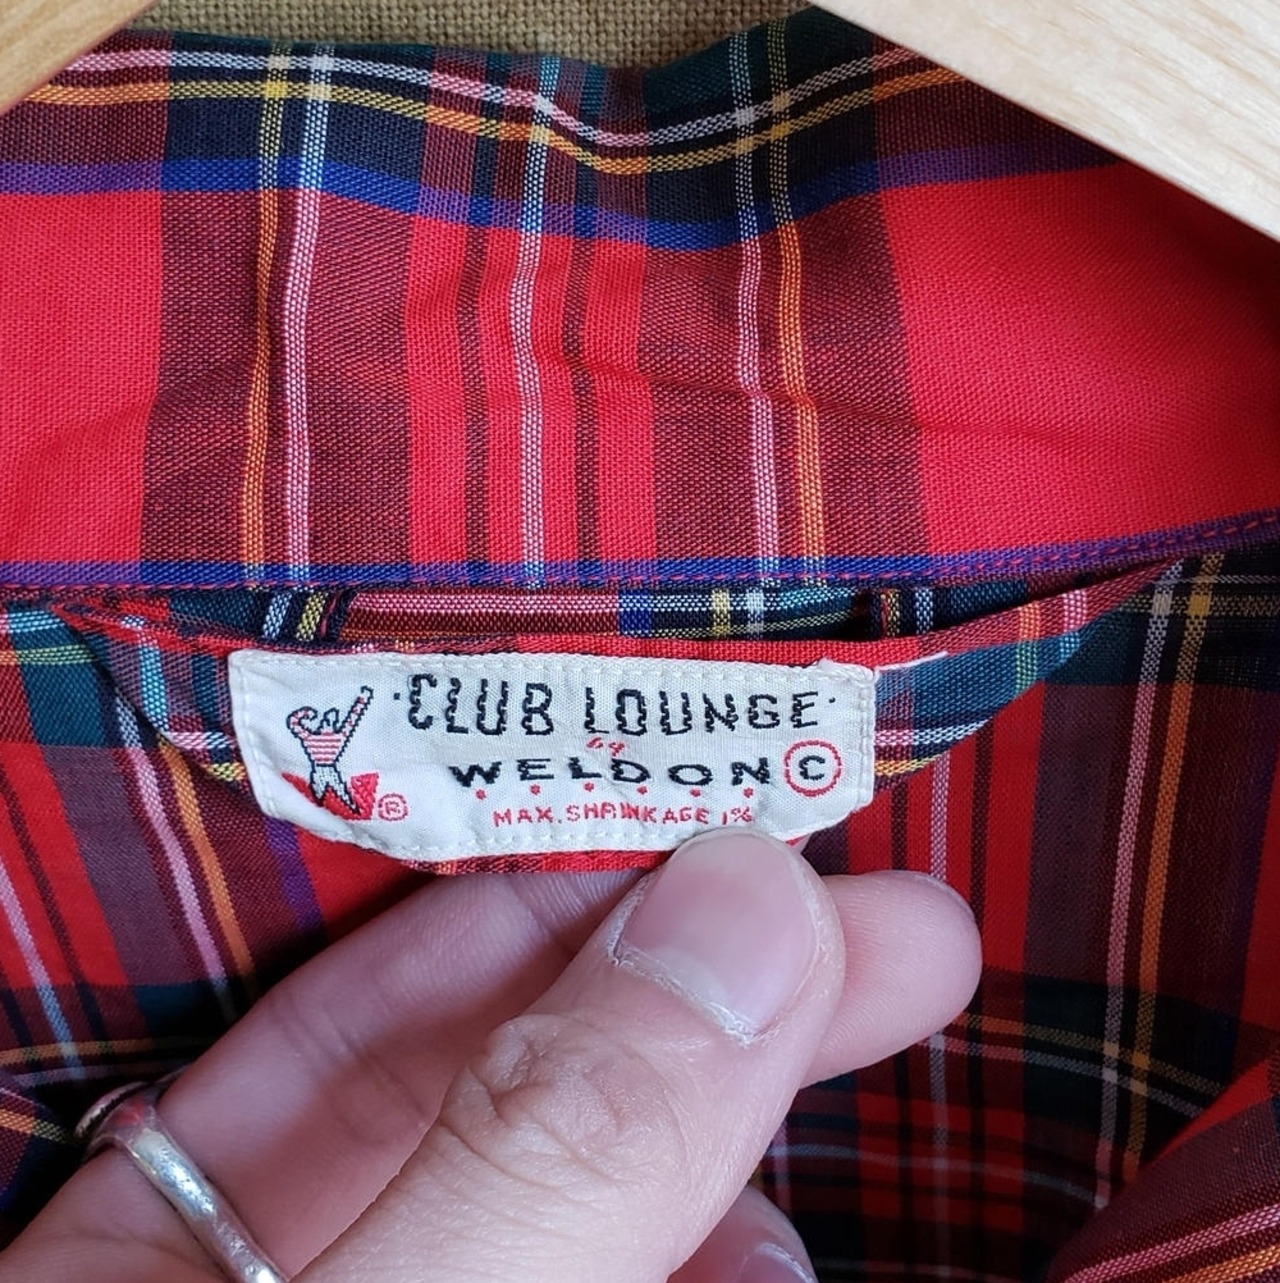 ·CLUB LOUNGE·
by
WELDON ©
®
MAX. SHRINKAGE 1%